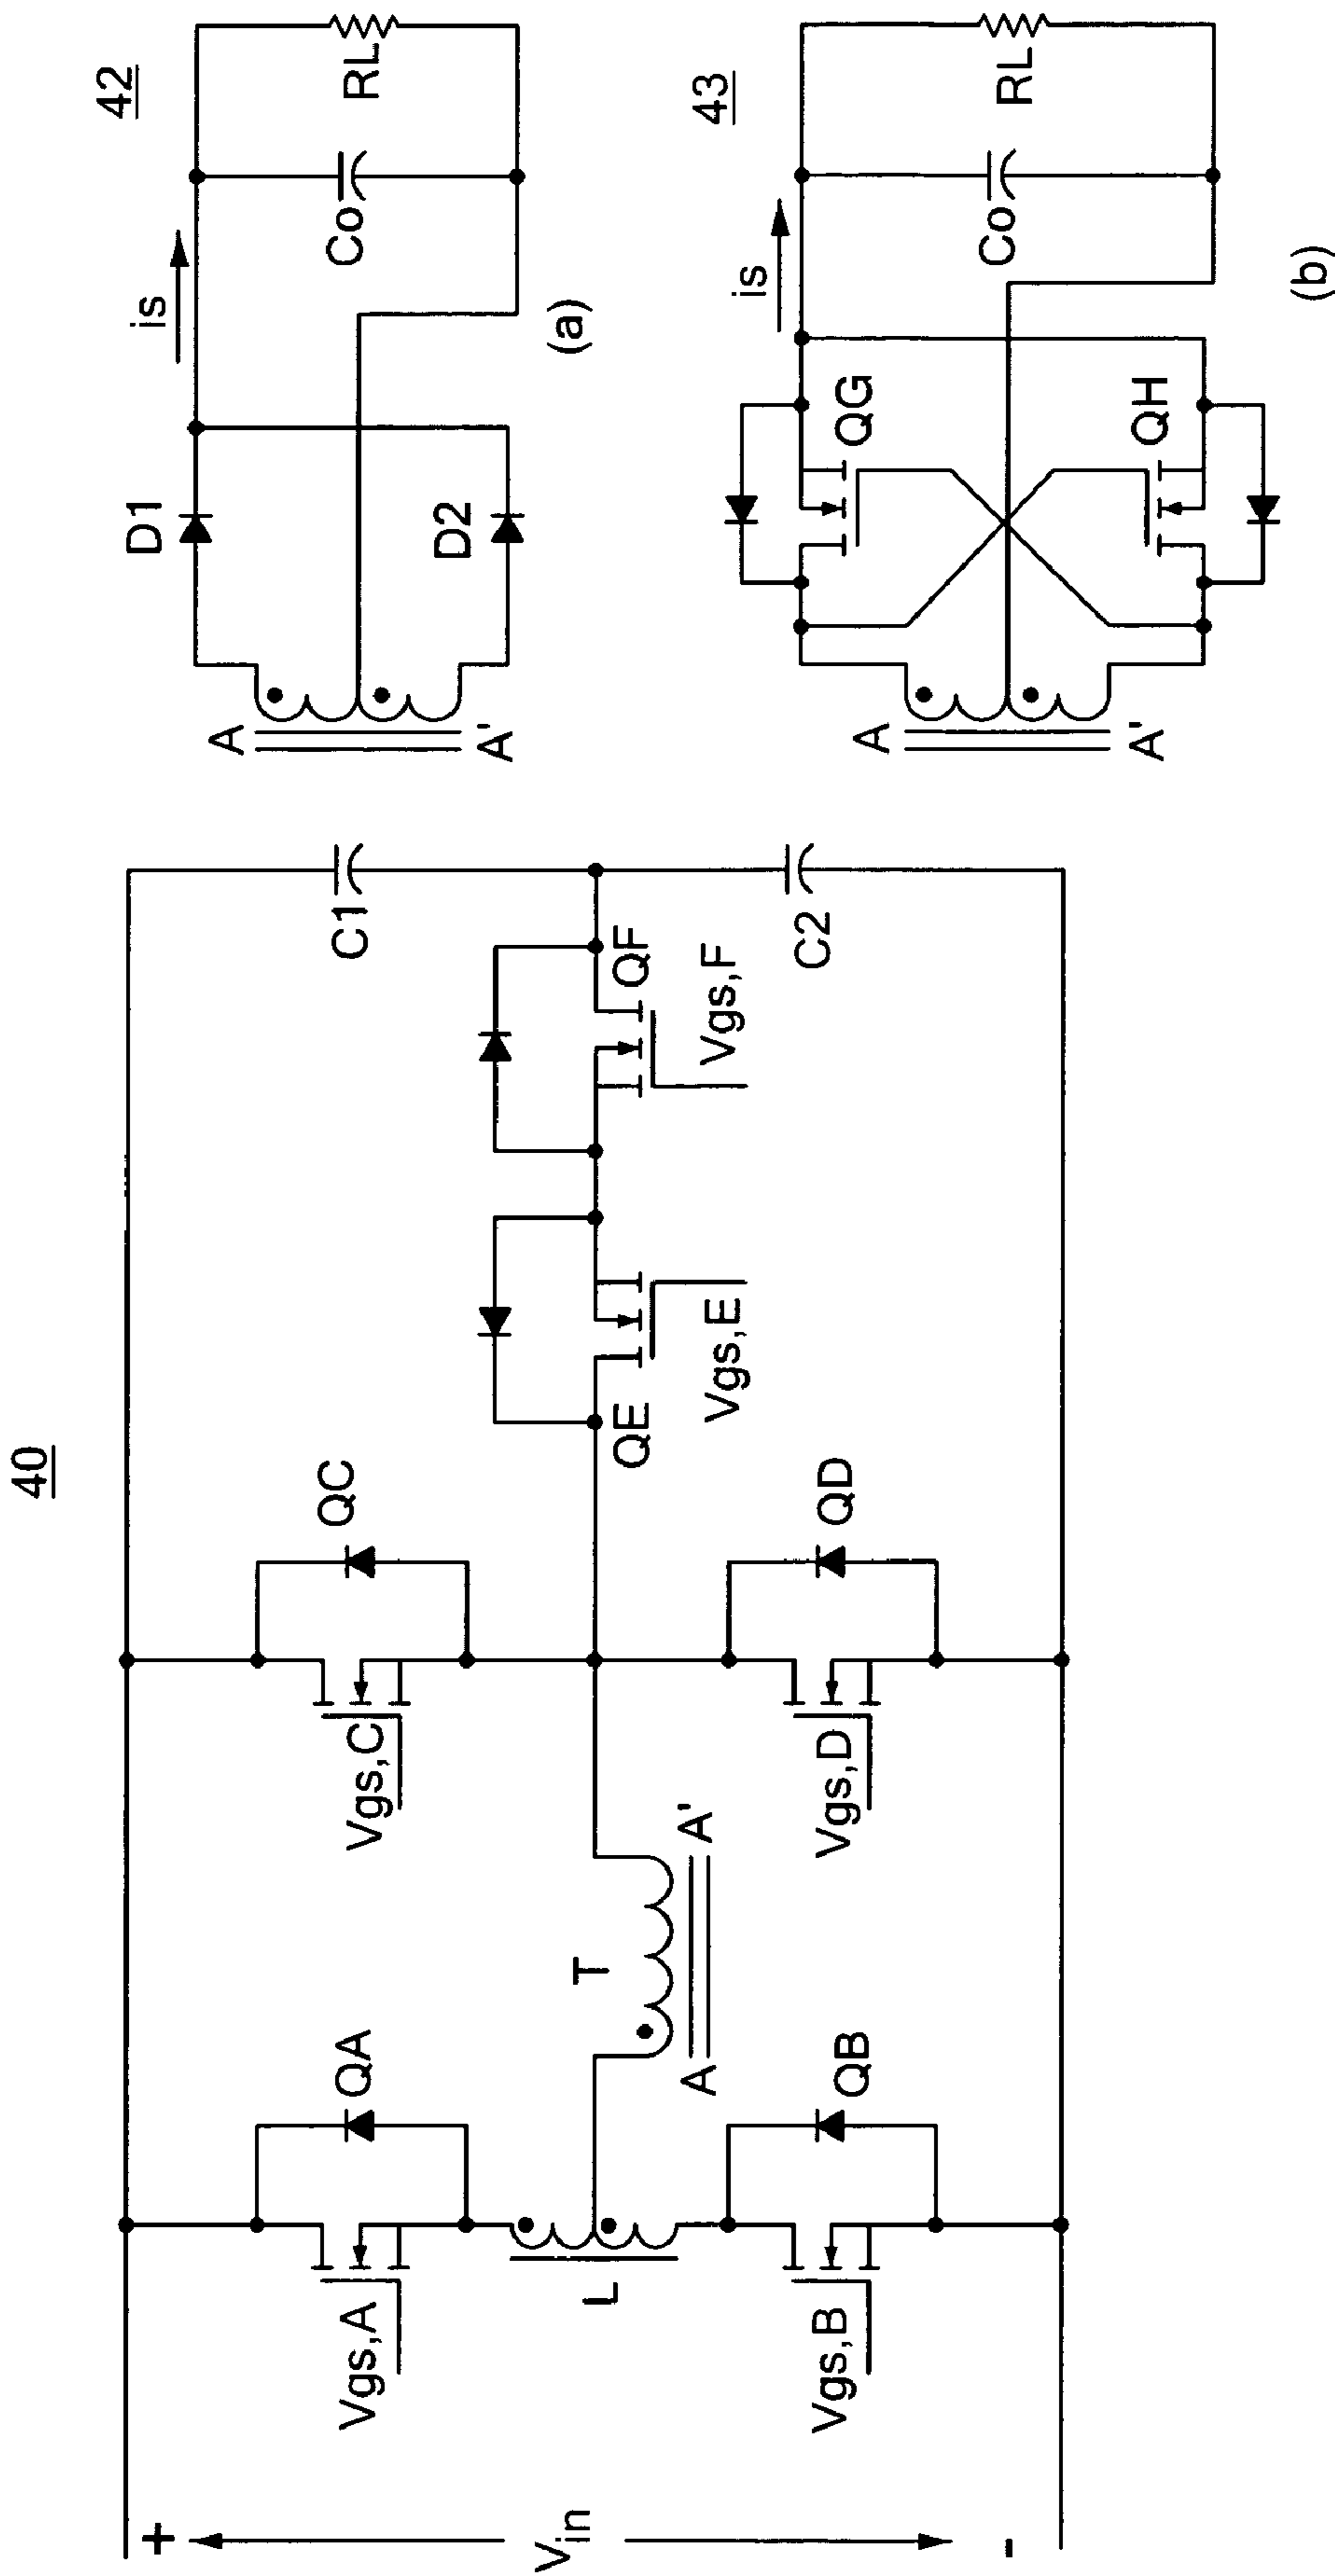 40
+
Vin
-
Vgs,A
QA
Vgs,B
QB
L
T
A
A'
Vgs,C
QC
Vgs,D
QD
QE
Vgs,E
QF
Vgs,F
C1
C2
42
A
A'
D1
D2
is
Co
RL
(a)
43
A
A'
QG
QH
is
Co
RL
(b)